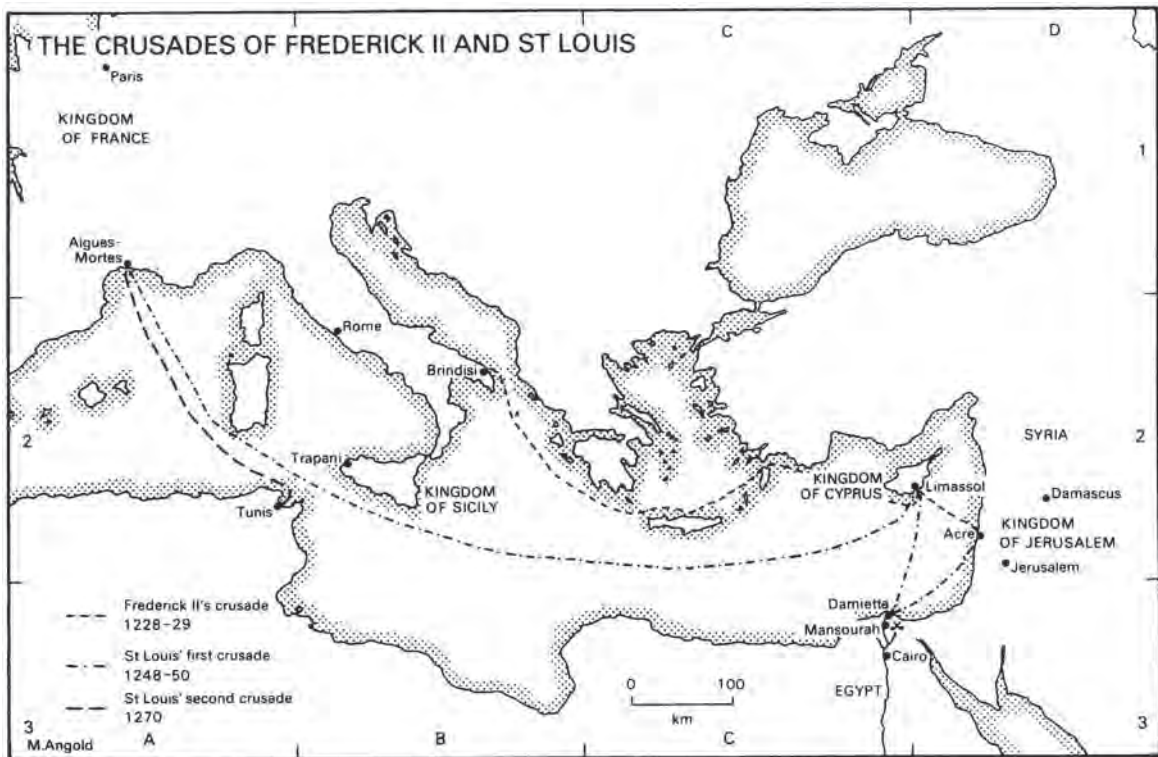 THE CRUSADES OF FREDERICK II AND ST LOUIS
C
D
Paris
KINGDOM
OF FRANCE
1
1
Aigues-
Mortes
Rome
Brindisi
2
2
SYRIA
Trapani
KINGDOM
OF SICILY
KINGDOM
OF CYPRUS
Limassol
Damascus
Tunis
Acre
KINGDOM
OF JERUSALEM
Jerusalem
Damietta
Mansourah
Cairo
EGYPT
Frederick II's crusade
1228-29
St Louis' first crusade
1248-50
St Louis' second crusade
1270
0 100
km
3
M.Angold
A
B
C
3